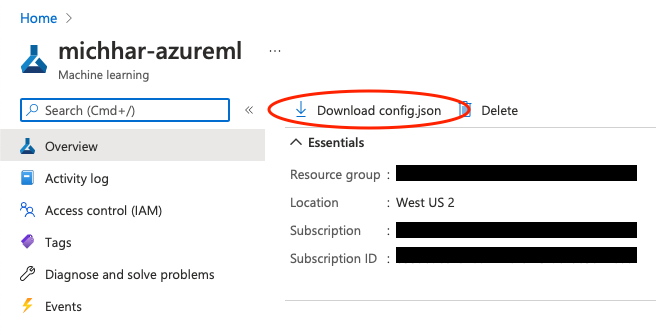 Home >
michhar-azureml ...
Machine learning
Search (Cmd+/) «
Download config.json Delete
Overview
Activity log
Access control (IAM)
Tags
Diagnose and solve problems
Events
Essentials
Resource group :
Location : West US 2
Subscription :
Subscription ID :